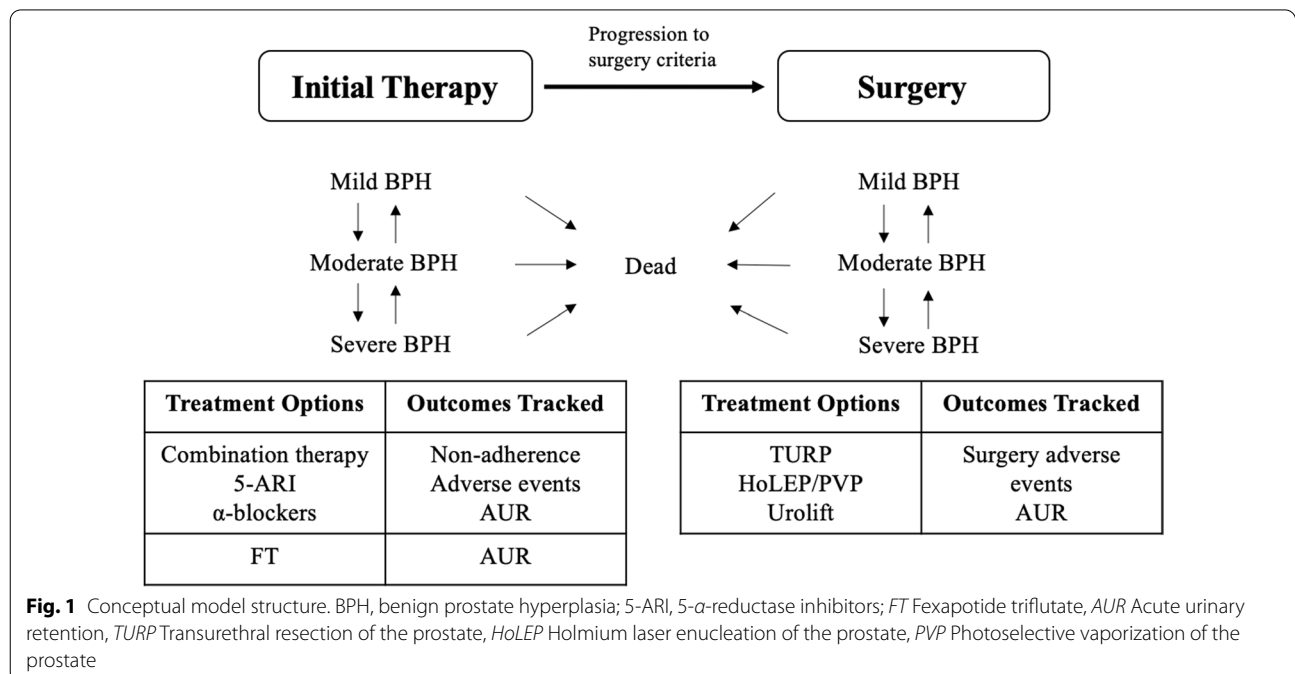 Progression to
surgery criteria
Initial Therapy
Surgery
Mild BPH
Moderate BPH
Severe BPH
Dead
Mild BPH
Moderate BPH
Severe BPH
Treatment Options Outcomes Tracked
Combination therapy Non-adherence
5-ARI Adverse events
α-blockers AUR
FT AUR
Treatment Options Outcomes Tracked
TURP Surgery adverse
HoLEP/PVP events
Urolift AUR
Fig. 1 Conceptual model structure. BPH, benign prostate hyperplasia; 5-ARI, 5-α-reductase inhibitors; FT Fexapotide triflutate, AUR Acute urinary
retention, TURP Transurethral resection of the prostate, HoLEP Holmium laser enucleation of the prostate, PVP Photoselective vaporization of the
prostate